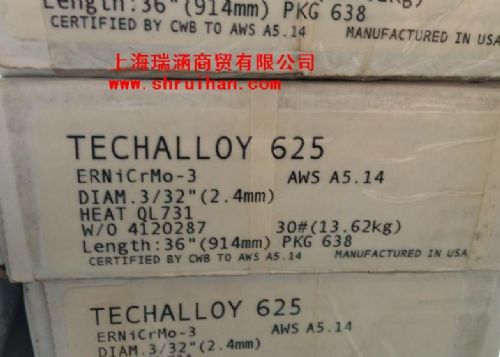 Length:36"(914mm) PKG 638
CERTIFIED BY CWB TO AWS A5.14 MANUFACTURED IN USA
上海瑞涵商贸有限公司
www.shruihan.com
TECHALLOY 625
ERNiCrMo-3 AWS A5.14
DIAM.3/32"(2.4mm)
HEAT QL731
W/O 4120287 30#(13.62kg)
Length:36"(914mm) PKG 638
CERTIFIED BY CWB TO AWS A5.14 MANUFACTURED IN USA
TECHALLOY 625
ERNiCrMo-3 AWS A5.14
DIAM.3/32"(2.4mm)